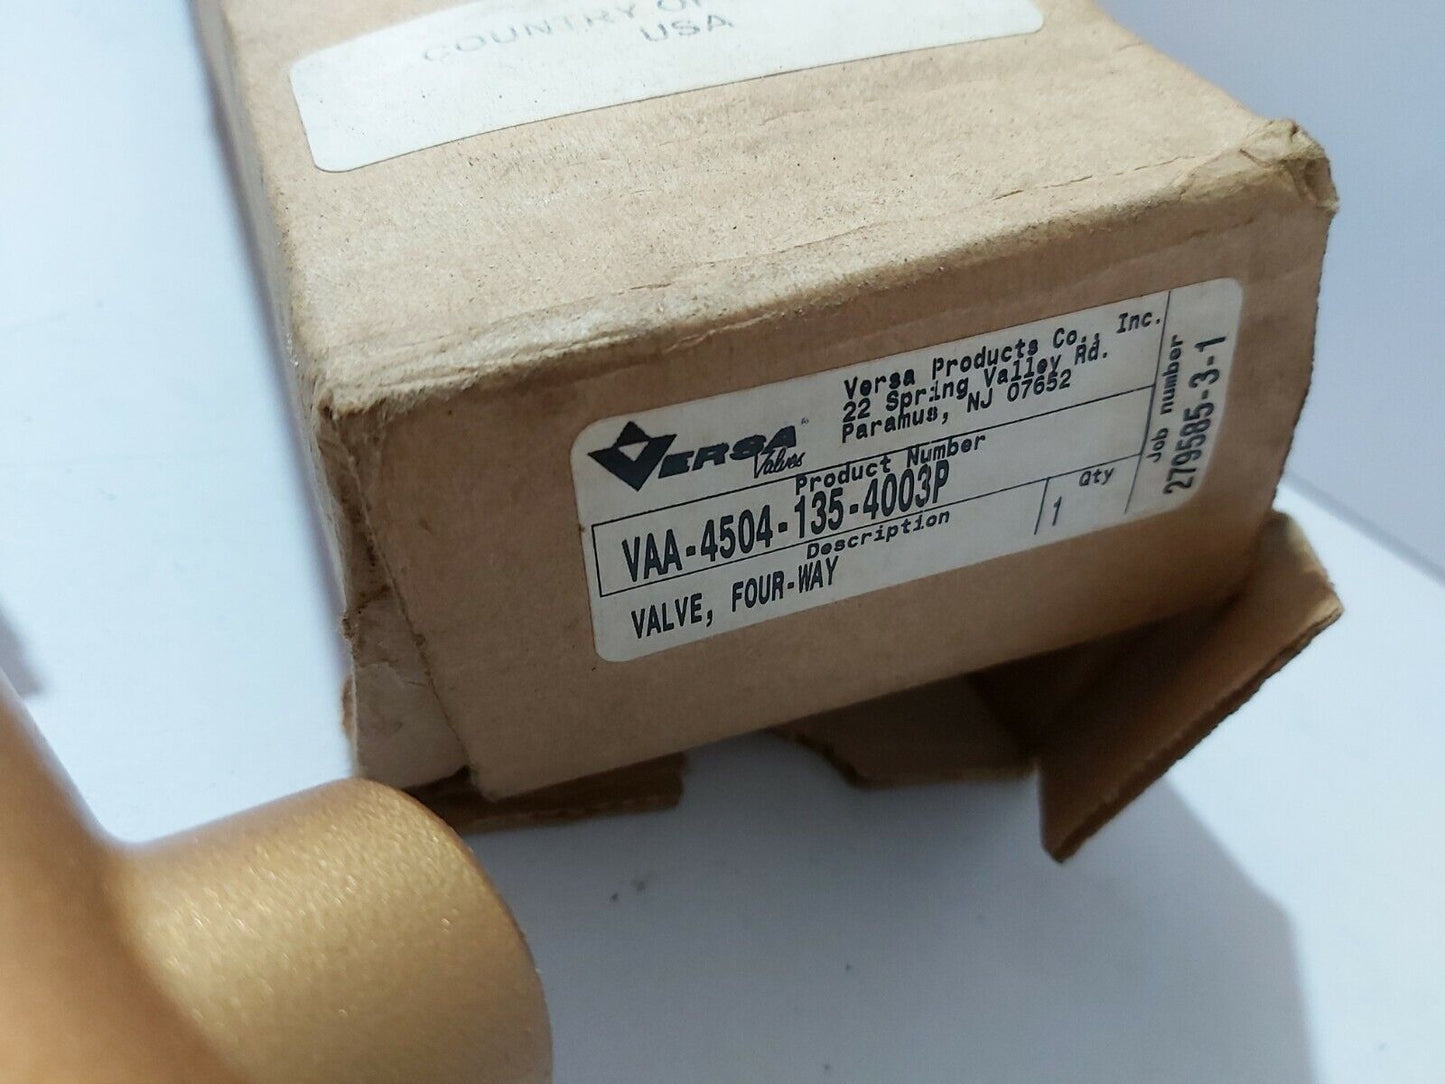 COUNTRY OF
USA
VERSA
Valves
Versa Products Co., Inc.
22 Spring Valley Rd.
Paramus, NJ 07652
Product Number
VAA-4504-135-4003P
Description
VALVE, FOUR-WAY
Qty
1
Job number
279585-3-1